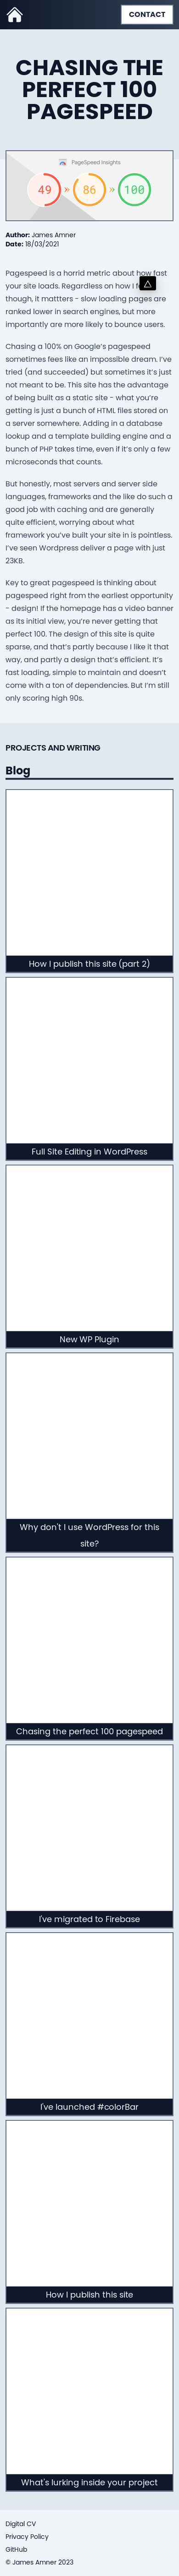 CONTACT
CHASING THE
PERFECT 100
PAGESPEED
PageSpeed Insights
49 » 86 » 100
Author: James Amner
Date: 18/03/2021
Pagespeed is a horrid metric about how fast
your site loads. Regardless on how I
though, it mattters - slow loading pages are
ranked lower in search engines, but more
importantly are more likely to bounce users.
Chasing a 100% on Google's pagespeed
sometimes fees like an impossible dream. I've
tried (and succeeded) but sometimes it's just
not meant to be. This site has the advantage
of being built as a static site - what you're
getting is just a bunch of HTML files stored on
a server somewhere. Adding in a database
lookup and a template building engine and a
bunch of PHP takes time, even if it's only a few
microseconds that counts.
But honestly, most servers and server side
languages, frameworks and the like do such a
good job with caching and are generally
quite efficient, worrying about what
framework you've built your site in is pointless.
I've seen Wordpress deliver a page with just
23KB.
Key to great pagespeed is thinking about
pagespeed right from the earliest opportunity
- design! If the homepage has a video banner
as its initial view, you're never getting that
perfect 100. The design of this site is quite
sparse, and that's partly because I like it that
way, and partly a design that's efficient. It's
fast loading, simple to maintain and doesn't
come with a ton of dependencies. But I'm still
only scoring high 90s.
PROJECTS AND WRITING
Blog
How I publish this site (part 2)
Full Site Editing in WordPress
New WP Plugin
Why don't I use WordPress for this
site?
Chasing the perfect 100 pagespeed
I've migrated to Firebase
I've launched #colorBar
How I publish this site
What's lurking inside your project
Digital CV
Privacy Policy
GitHub
© James Amner 2023